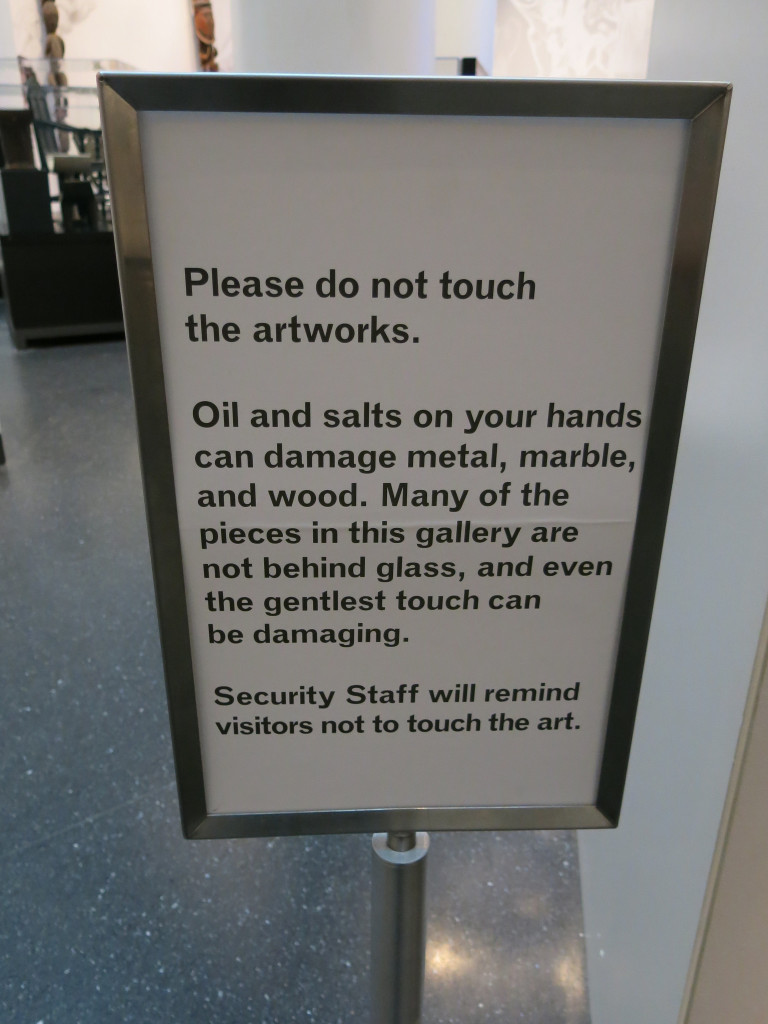 Please do not touch
the artworks.
Oil and salts on your hands
can damage metal, marble,
and wood. Many of the
pieces in this gallery are
not behind glass, and even
the gentlest touch can
be damaging.
Security Staff will remind
visitors not to touch the art.